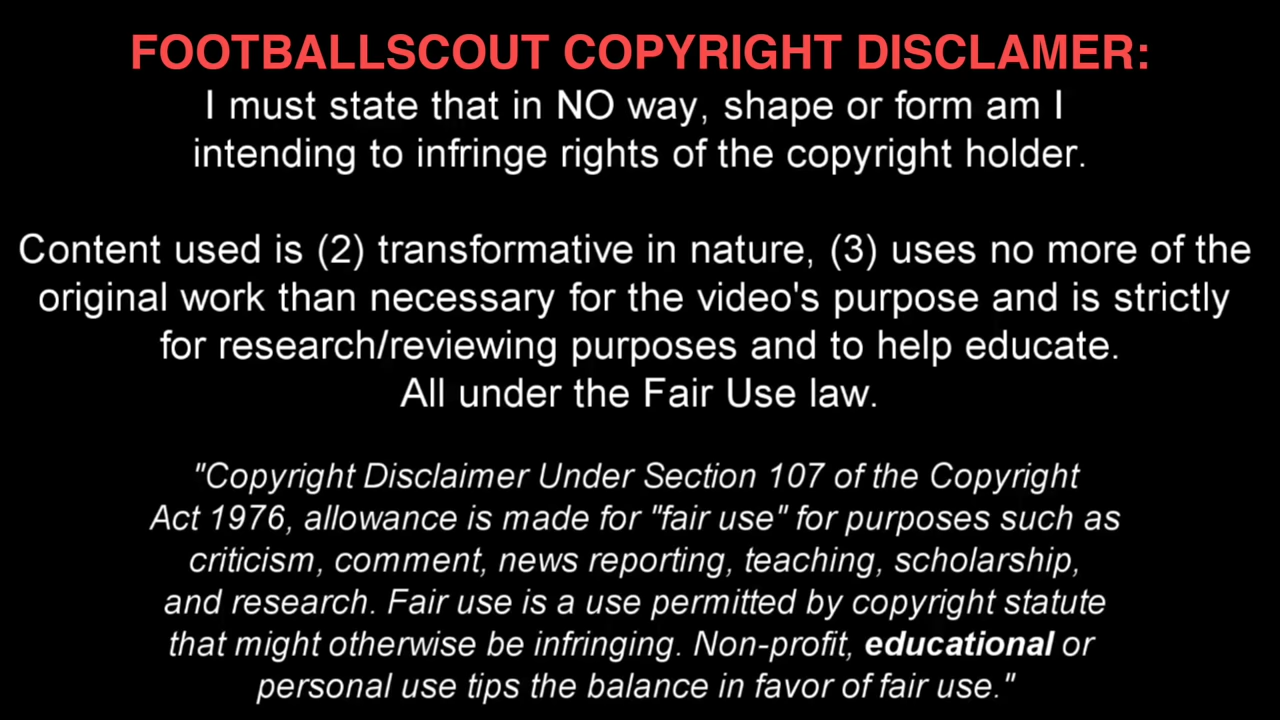 FOOTBALLSCOUT COPYRIGHT DISCLAMER:
I must state that in NO way, shape or form am I
intending to infringe rights of the copyright holder.
Content used is (2) transformative in nature, (3) uses no more of the
original work than necessary for the video's purpose and is strictly
for research/reviewing purposes and to help educate.
All under the Fair Use law.
"Copyright Disclaimer Under Section 107 of the Copyright
Act 1976, allowance is made for "fair use" for purposes such as
criticism, comment, news reporting, teaching, scholarship,
and research. Fair use is a use permitted by copyright statute
that might otherwise be infringing. Non-profit, educational or
personal use tips the balance in favor of fair use."